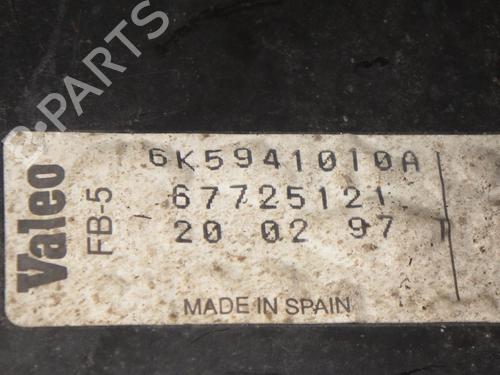 B-PARTS
Valeo
FB-5
6K5941010A
67725121
20 02 97 T
MADE IN SPAIN